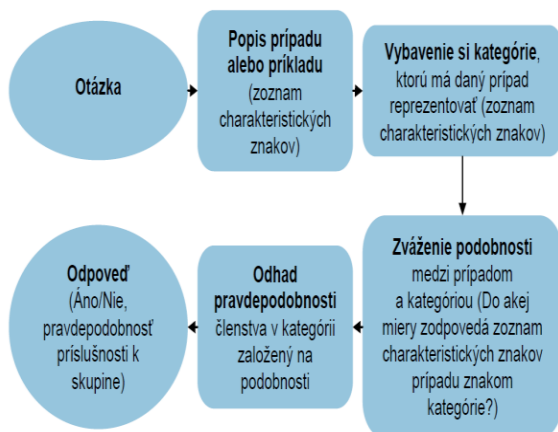 Otázka
Popis prípadu
alebo príkladu
(zoznam
charakteristických
znakov)
Vybavenie si kategórie,
ktorú má daný prípad
reprezentovať (zoznam
charakteristických znakov)
Zváženie podobnosti
medzi prípadom
a kategóriou (Do akej
miery zodpovedá zoznam
charakteristických znakov
prípadu znakom
kategórie?)
Odhad
pravdepodobnosti
členstva v kategórii
založený na
podobnosti
Odpoveď
(Áno/Nie,
pravdepodobnosť
príslušnosti k
skupine)